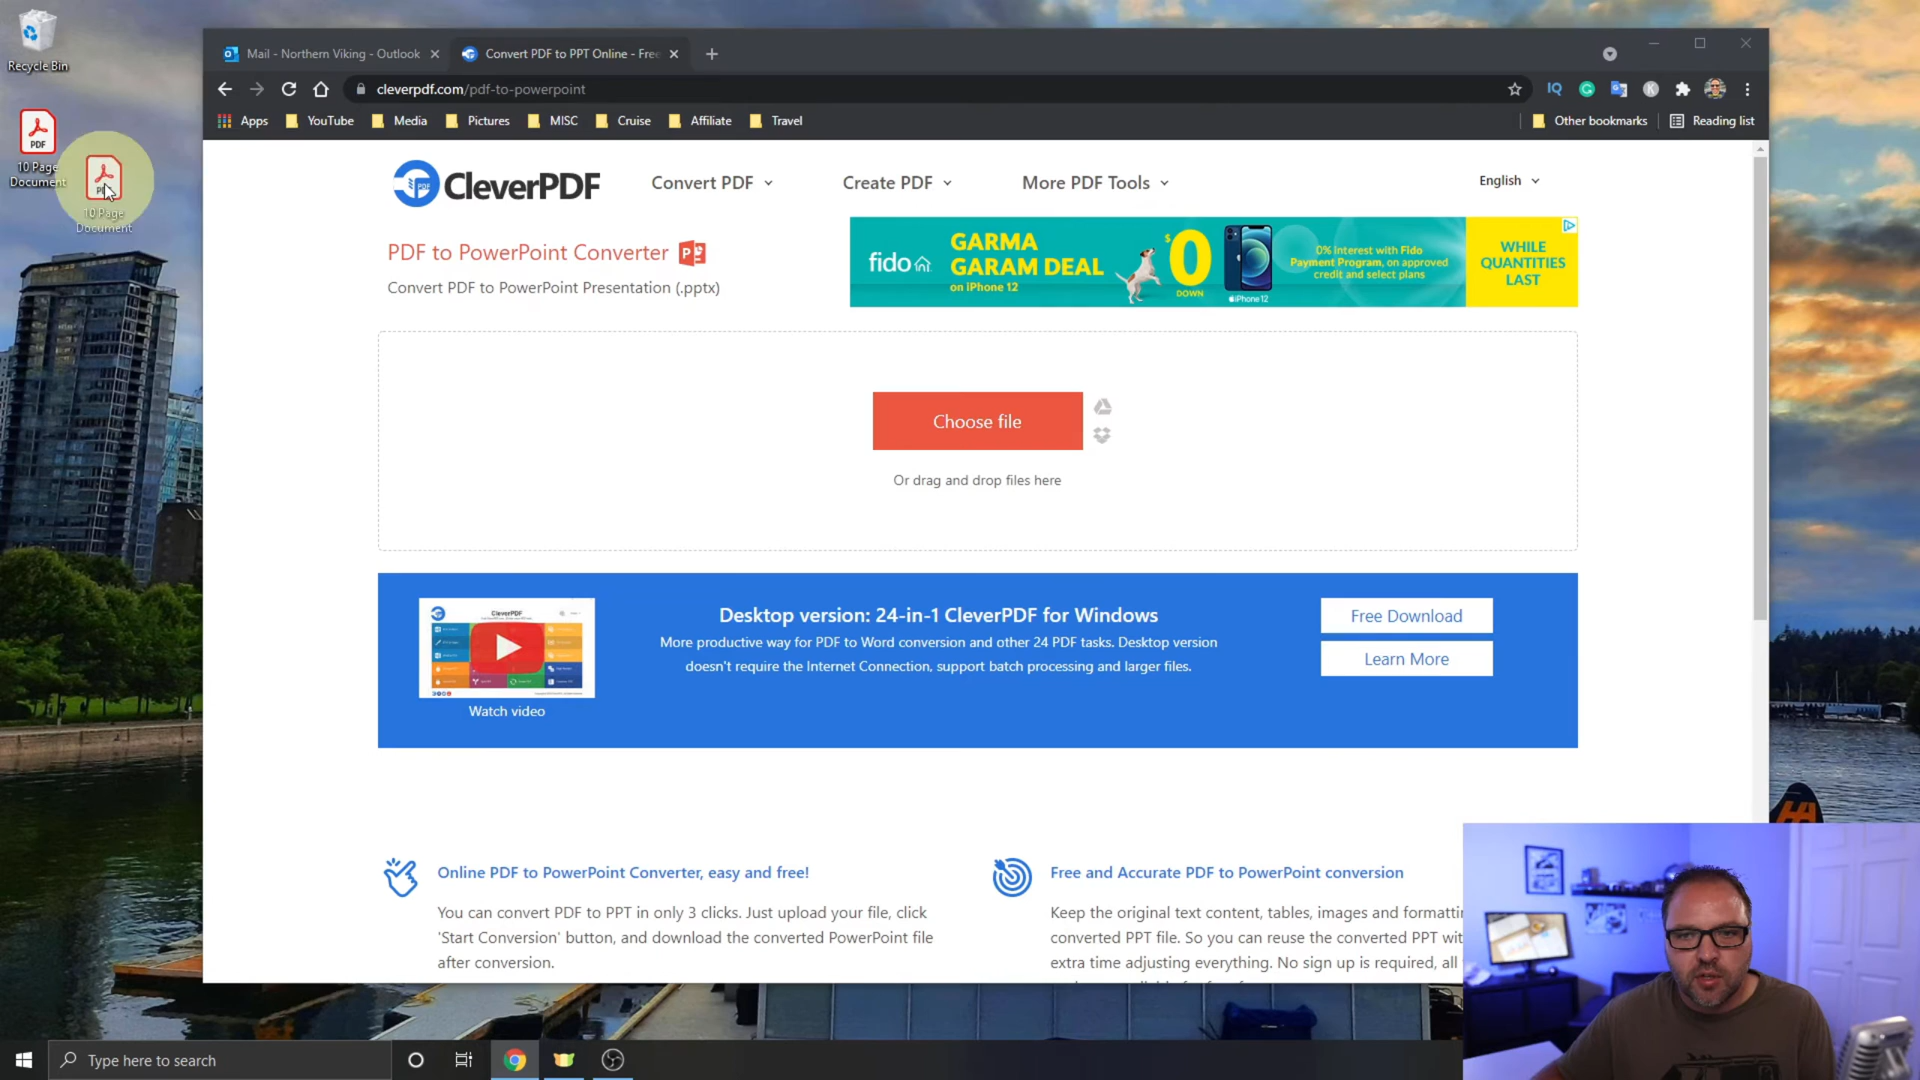 Recycle Bin
PDF
10 Page
Document
10 Page
Document
Mail - Northern Viking - Outlook
Convert PDF to PPT Online - Free
cleverpdf.com/pdf-to-powerpoint
Apps YouTube Media Pictures MISC Cruise Affiliate Travel Other bookmarks Reading list
CleverPDF
Convert PDF Create PDF More PDF Tools English
PDF to PowerPoint Converter
Convert PDF to PowerPoint Presentation (.pptx)
fido
GARMA
GARAM DEAL
on iPhone 12
$0
DOWN
iPhone 12
0% interest with Fido
Payment Program, on approved
credit and select plans
WHILE
QUANTITIES
LAST
Choose file
Or drag and drop files here
CleverPDF
Watch video
Desktop version: 24-in-1 CleverPDF for Windows
More productive way for PDF to Word conversion and other 24 PDF tasks. Desktop version
doesn't require the Internet Connection, support batch processing and larger files.
Free Download
Learn More
Online PDF to PowerPoint Converter, easy and free!
You can convert PDF to PPT in only 3 clicks. Just upload your file, click
'Start Conversion' button, and download the converted PowerPoint file
after conversion.
Free and Accurate PDF to PowerPoint conversion
Keep the original text content, tables, images and formatti
converted PPT file. So you can reuse the converted PPT wit
extra time adjusting everything. No sign up is required, all
Type here to search